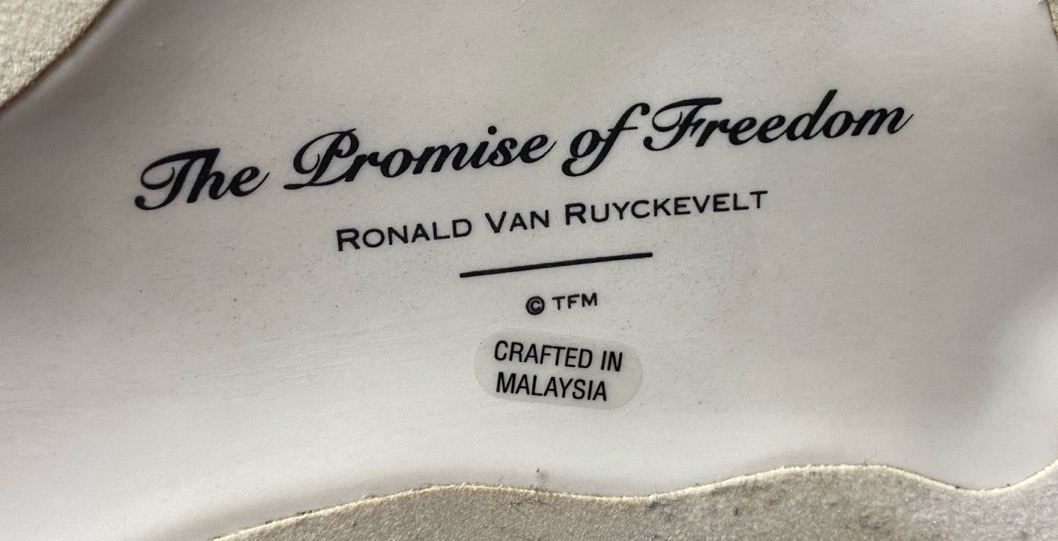 The Promise of Freedom
RONALD VAN RUYCKEVELT
© TFM
CRAFTED IN
MALAYSIA